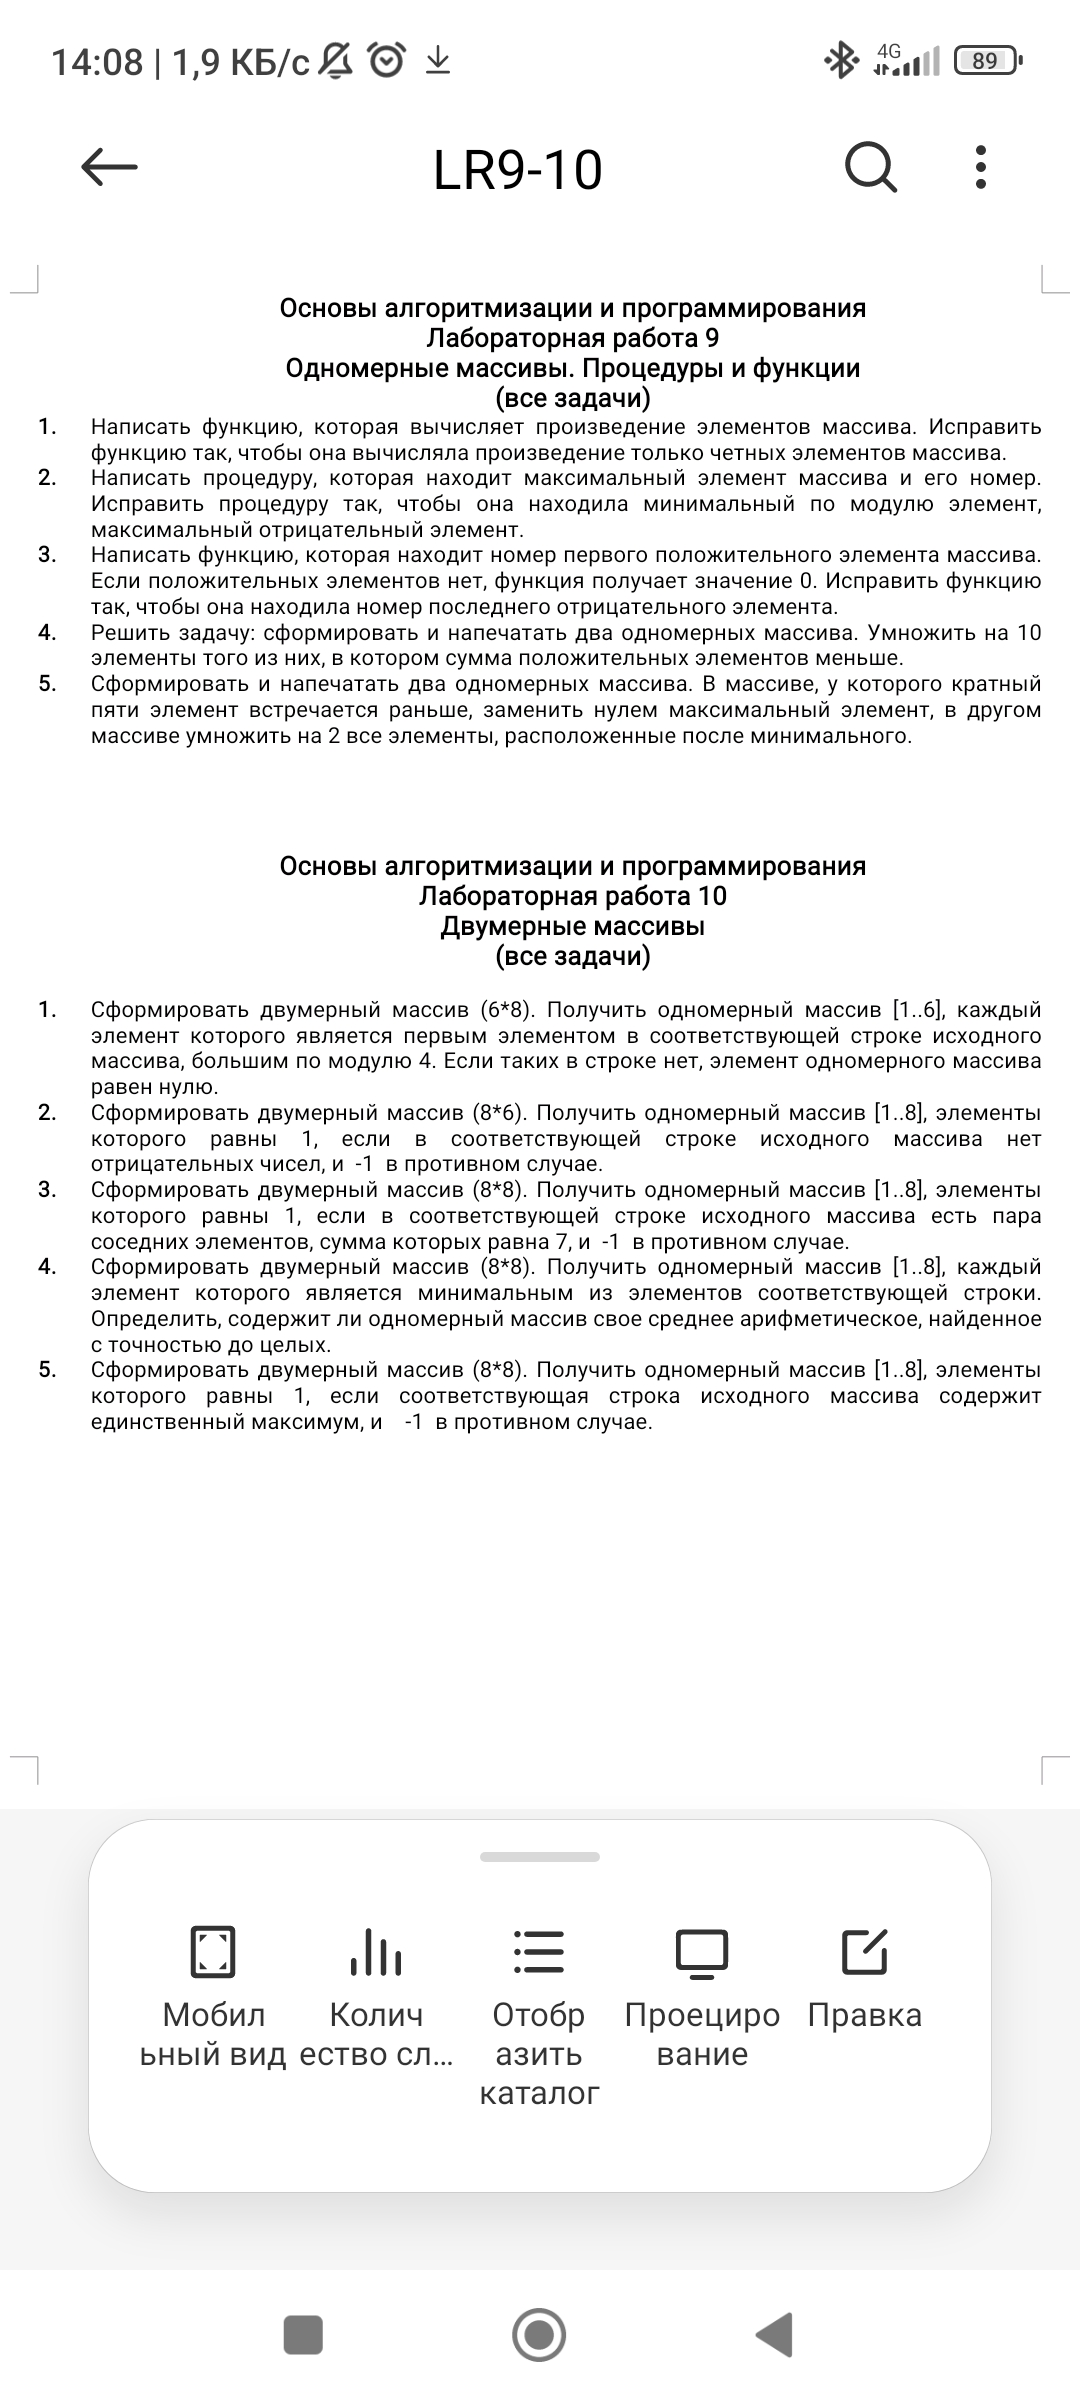 14:08 | 1,9 КБ/с
4G
89
LR9-10
Основы алгоритмизации и программирования
Лабораторная работа 9
Одномерные массивы. Процедуры и функции
(все задачи)
1. Написать функцию, которая вычисляет произведение элементов массива. Исправить
функцию так, чтобы она вычисляла произведение только четных элементов массива.
2. Написать процедуру, которая находит максимальный элемент массива и его номер.
Исправить процедуру так, чтобы она находила минимальный по модулю элемент,
максимальный отрицательный элемент.
3. Написать функцию, которая находит номер первого положительного элемента массива.
Если положительных элементов нет, функция получает значение 0. Исправить функцию
так, чтобы она находила номер последнего отрицательного элемента.
4. Решить задачу: сформировать и напечатать два одномерных массива. Умножить на 10
элементы того из них, в котором сумма положительных элементов меньше.
5. Сформировать и напечатать два одномерных массива. В массиве, у которого кратный
пяти элемент встречается раньше, заменить нулем максимальный элемент, в другом
массиве умножить на 2 все элементы, расположенные после минимального.
Основы алгоритмизации и программирования
Лабораторная работа 10
Двумерные массивы
(все задачи)
1. Сформировать двумерный массив (6*8). Получить одномерный массив [1..6], каждый
элемент которого является первым элементом в соответствующей строке исходного
массива, большим по модулю 4. Если таких в строке нет, элемент одномерного массива
равен нулю.
2. Сформировать двумерный массив (8*6). Получить одномерный массив [1..8], элементы
которого равны 1, если в соответствующей строке исходного массива нет
отрицательных чисел, и -1 в противном случае.
3. Сформировать двумерный массив (8*8). Получить одномерный массив [1..8], элементы
которого равны 1, если в соответствующей строке исходного массива есть пара
соседних элементов, сумма которых равна 7, и -1 в противном случае.
4. Сформировать двумерный массив (8*8). Получить одномерный массив [1..8], каждый
элемент которого является минимальным из элементов соответствующей строки.
Определить, содержит ли одномерный массив свое среднее арифметическое, найденное
с точностью до целых.
5. Сформировать двумерный массив (8*8). Получить одномерный массив [1..8], элементы
которого равны 1, если соответствующая строка исходного массива содержит
единственный максимум, и -1 в противном случае.
Мобил
ьный вид
Колич
ество сл...
Отобр
азить
каталог
Проециро
вание
Правка